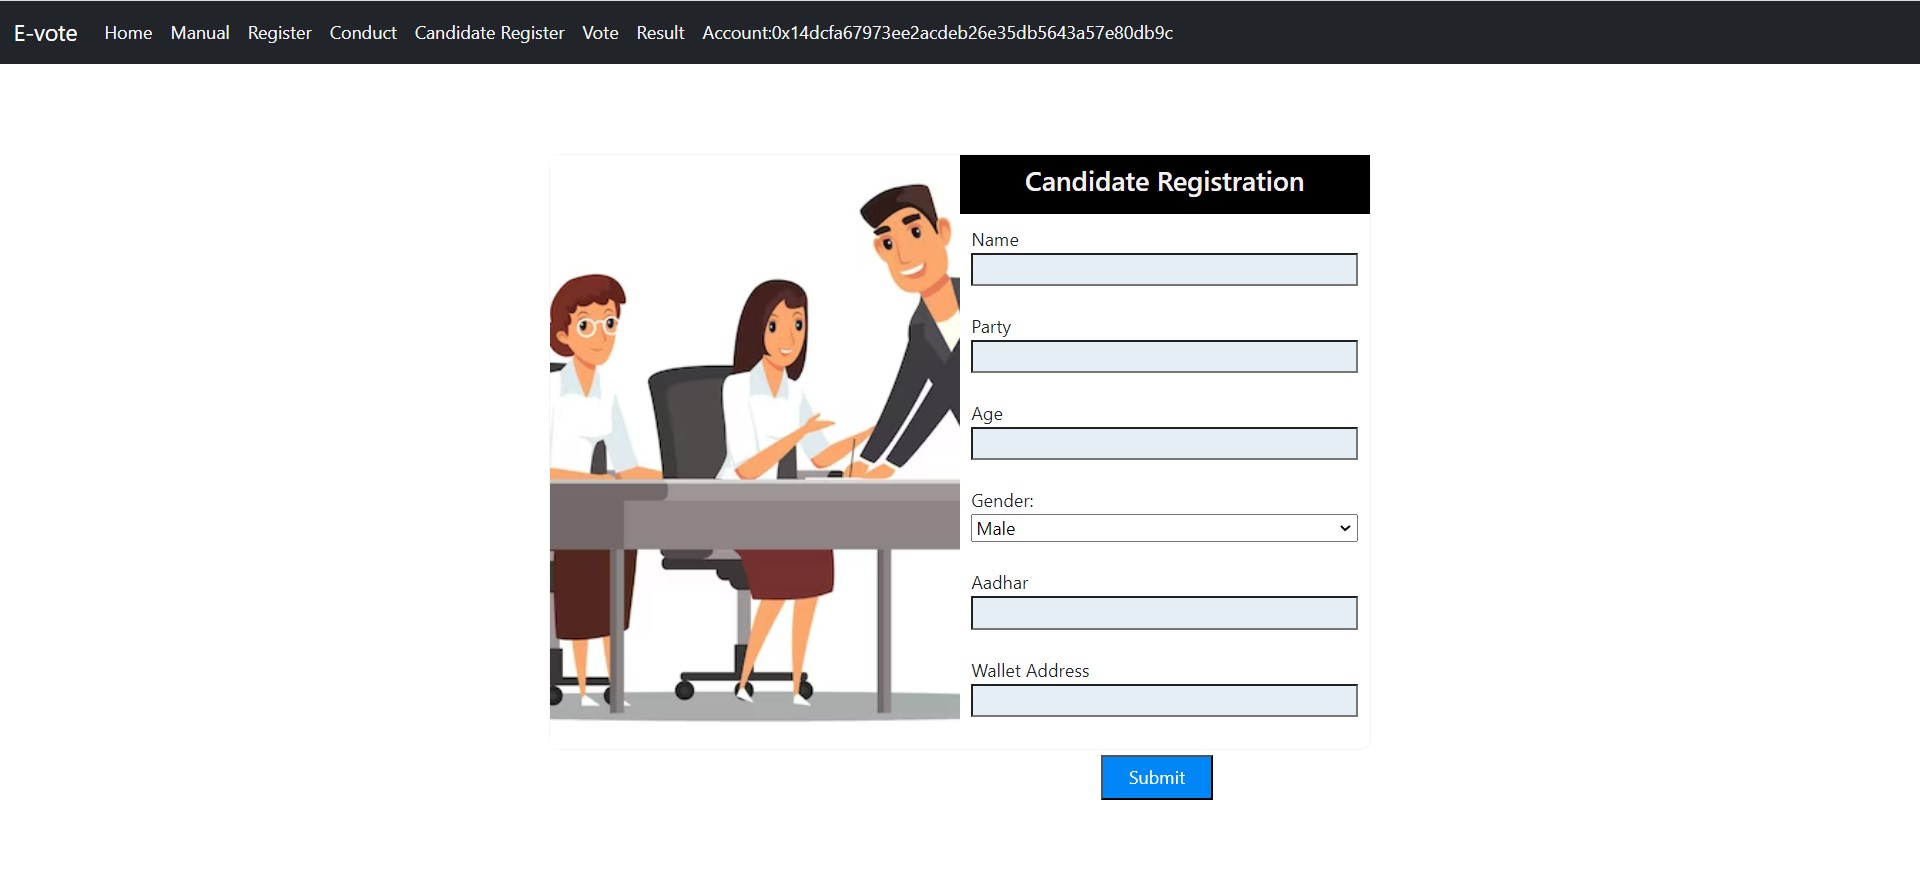 E-vote Home Manual Register Conduct Candidate Register Vote Result Account:0x14dcfa67973ee2acdeb26e35db5643a57e80db9c
Candidate Registration
Name
Party
Age
Gender:
Male
Aadhar
Wallet Address
Submit